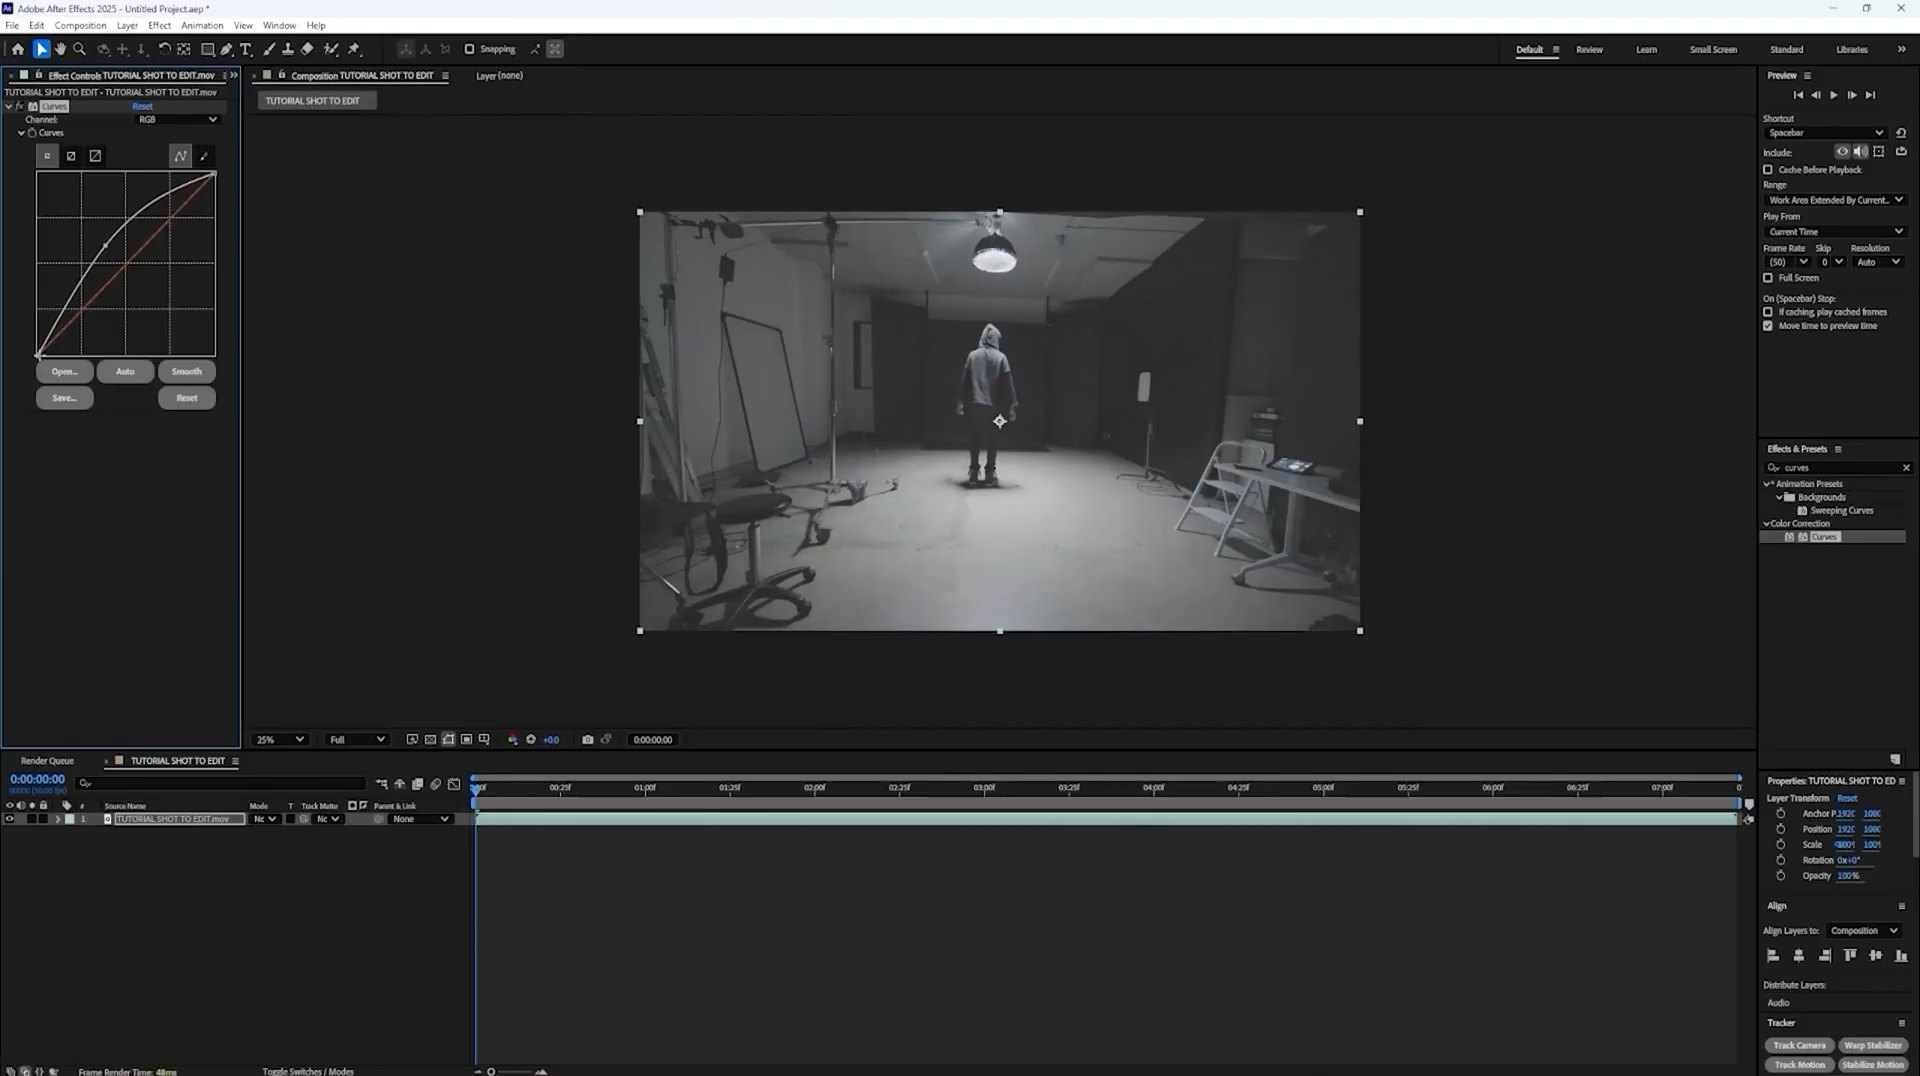 Adobe After Effects 2025 - Untitled Project.aep *
File Edit Composition Layer Effect Animation View Window Help
Snapping
Default Review Learn Small Screen Standard Libraries
Effect Controls TUTORIAL SHOT TO EDIT.mov
TUTORIAL SHOT TO EDIT • TUTORIAL SHOT TO EDIT.mov
fx Curves Reset
Channel: RGB
Curves
Open... Auto Smooth
Save... Reset
Composition TUTORIAL SHOT TO EDIT
Layer (none)
TUTORIAL SHOT TO EDIT
25% Full +0.0 0:00:00:00
Preview
Shortcut
Spacebar
Include:
Cache Before Playback
Range
Work Area Extended By Current...
Play From
Current Time
Frame Rate Skip Resolution
(50) 0 Auto
Full Screen
On (Spacebar) Stop:
If caching, play cached frames
Move time to preview time
Effects & Presets
curves
* Animation Presets
Backgrounds
Sweeping Curves
Color Correction
Curves
Render Queue
TUTORIAL SHOT TO EDIT
0:00:00:00
00000 (50.00 fps)
# Source Name Mode T Track Matte Parent & Link
1 TUTORIAL SHOT TO EDIT.mov Nc Nc None
00:25f 01:00f 01:25f 02:00f 02:25f 03:00f 03:25f 04:00f 04:25f 05:00f 05:25f 06:00f 06:25f 07:00f
Frame Render Time: 48ms
Toggle Switches / Modes
Properties: TUTORIAL SHOT TO ED
Layer Transform Reset
Anchor P
Position
Scale
Rotation 0x+0°
Opacity 100%
Align
Align Layers to: Composition
Distribute Layers:
Audio
Tracker
Track Camera Warp Stabilizer
Track Motion Stabilize Motion